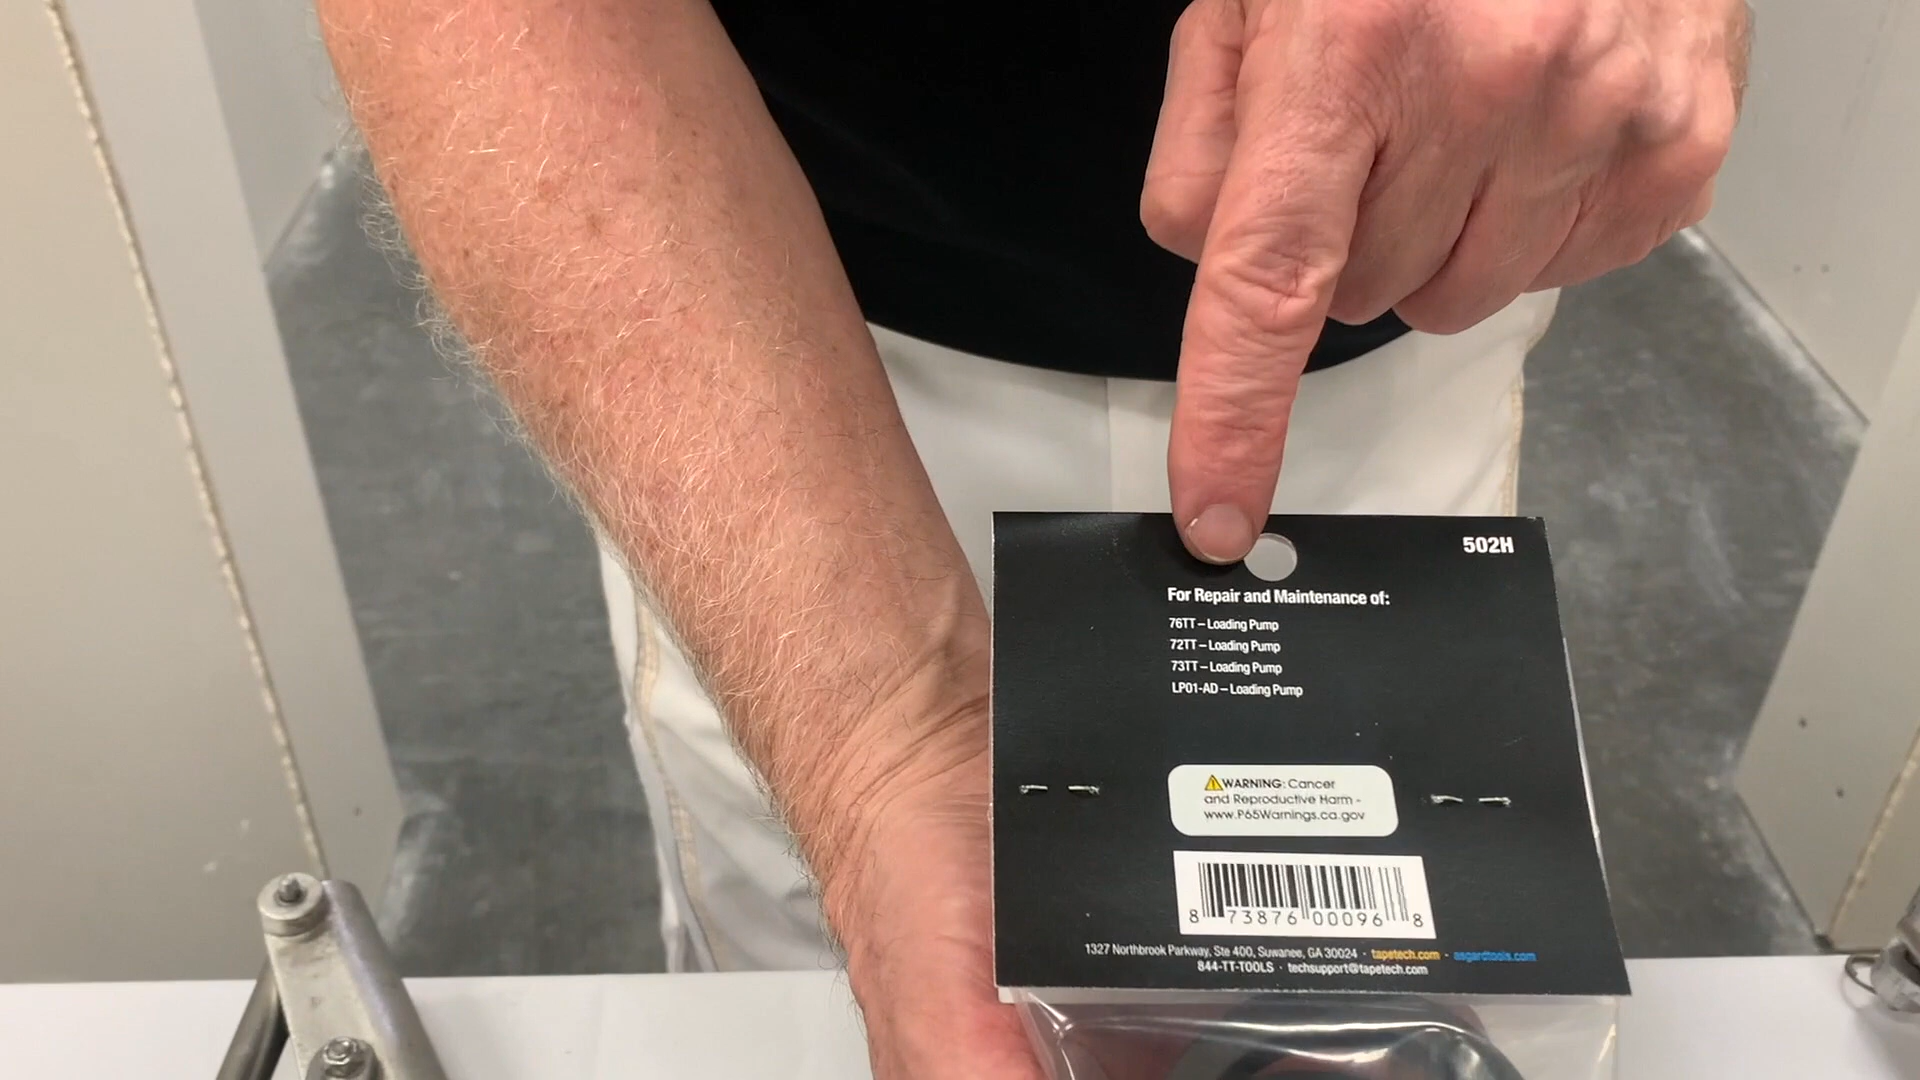 502H
For Repair and Maintenance of:
76TT – Loading Pump
72TT – Loading Pump
73TT – Loading Pump
LP01-AD – Loading Pump
WARNING: Cancer
and Reproductive Harm -
www.P65Warnings.ca.gov
8 73876 00096 8
1327 Northbrook Parkway, Ste 400, Suwanee, GA 30024 · tapetech.com · asgardtools.com
844-TT-TOOLS · techsupport@tapetech.com